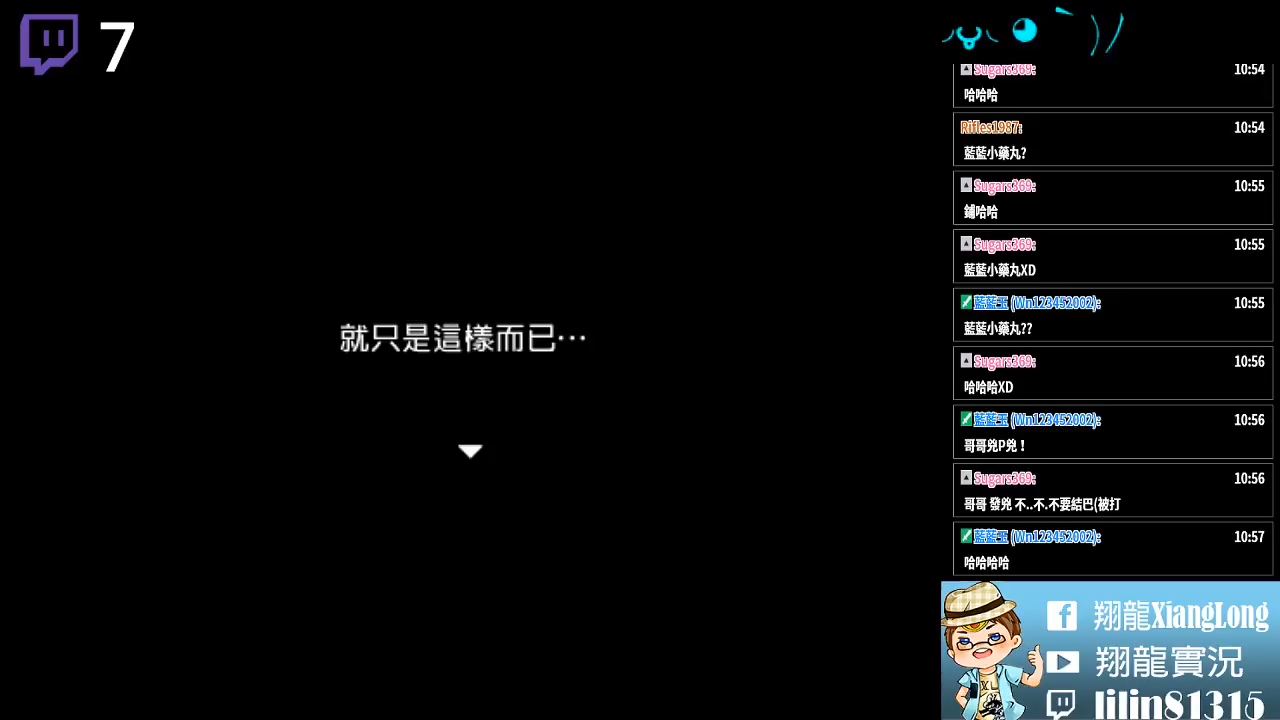 7
就只是這樣而已…
Sugars369: 10:54
哈哈哈
Rifles1987: 10:54
藍藍小藥丸?
Sugars369: 10:55
鋪哈哈
Sugars369: 10:55
藍藍小藥丸XD
藍藍玉 (Wn123452002): 10:55
藍藍小藥丸??
Sugars369: 10:56
哈哈哈XD
藍藍玉 (Wn123452002): 10:56
哥哥兇P兇！
Sugars369: 10:56
哥哥 發兇 不..不.不要結巴(被打
藍藍玉 (Wn123452002): 10:57
哈哈哈哈
翔龍XiangLong
翔龍實況
lilin81315